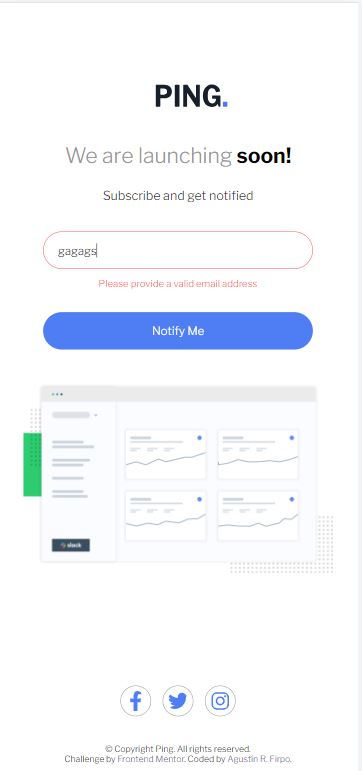 PING.
We are launching soon!
Subscribe and get notified
gagags
Please provide a valid email address
Notify Me
slack
© Copyright Ping. All rights reserved.
Challenge by Frontend Mentor. Coded by Agustin R. Firpo.